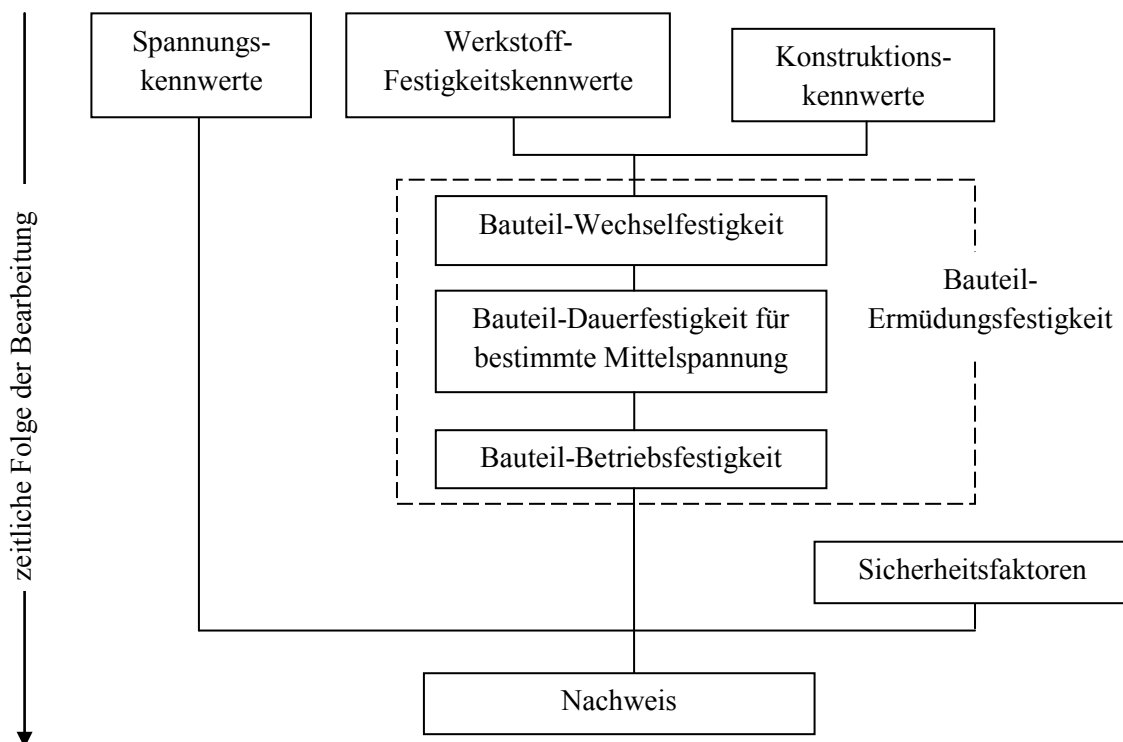 Spannungs-
kennwerte
Werkstoff-
Festigkeitskennwerte
Konstruktions-
kennwerte
zeitliche Folge der Bearbeitung
Bauteil-Wechselfestigkeit
Bauteil-Dauerfestigkeit für
bestimmte Mittelspannung
Bauteil-Betriebsfestigkeit
Bauteil-
Ermüdungsfestigkeit
Sicherheitsfaktoren
Nachweis